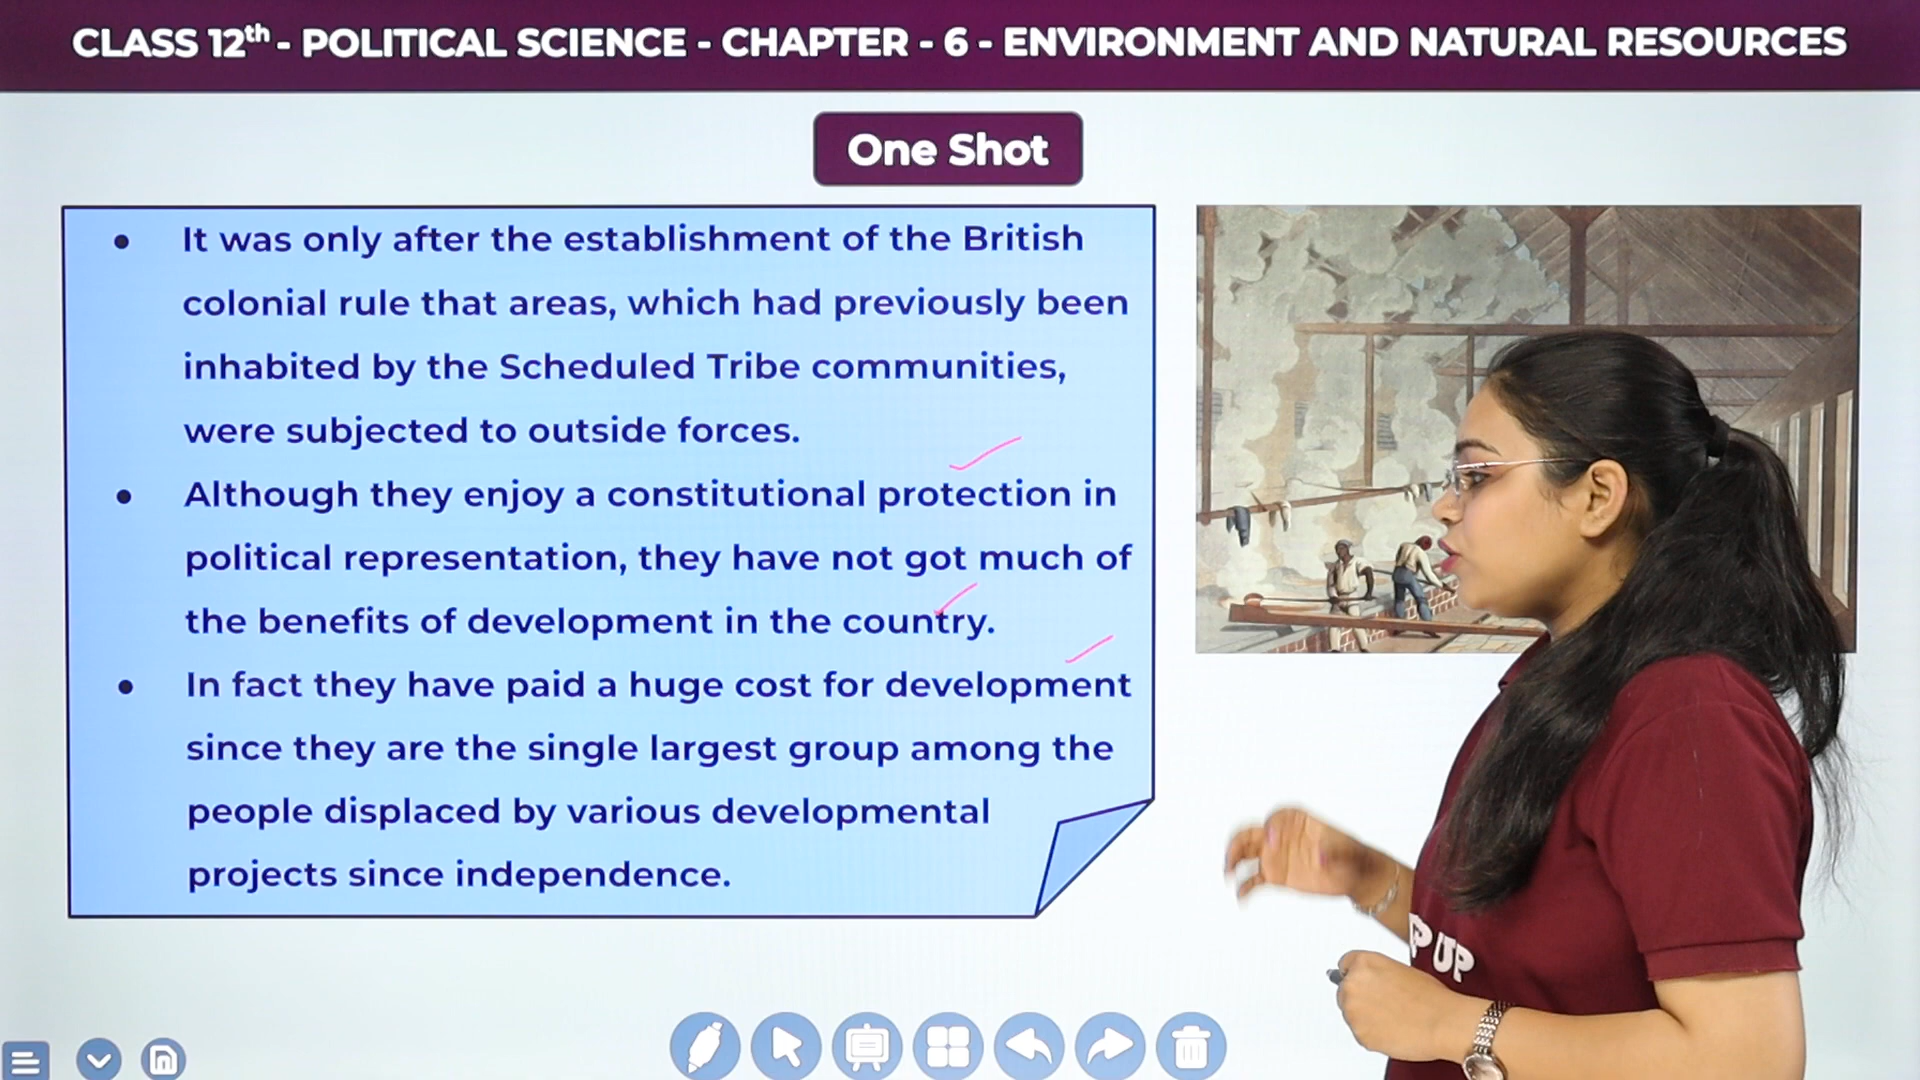 CLASS 12th - POLITICAL SCIENCE - CHAPTER - 6 - ENVIRONMENT AND NATURAL RESOURCES
One Shot
• It was only after the establishment of the British
colonial rule that areas, which had previously been
inhabited by the Scheduled Tribe communities,
were subjected to outside forces.
• Although they enjoy a constitutional protection in
political representation, they have not got much of
the benefits of development in the country.
• In fact they have paid a huge cost for development
since they are the single largest group among the
people displaced by various developmental
projects since independence.
P UP